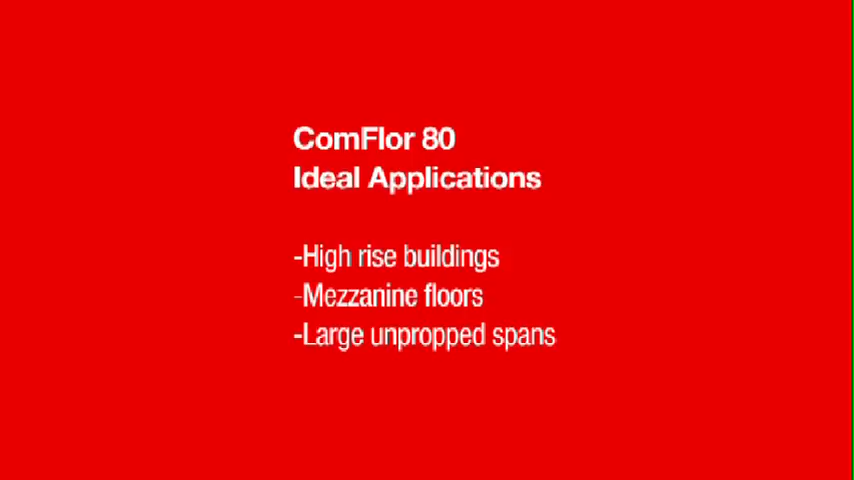 ComFlor 80
Ideal Applications
-High rise buildings
-Mezzanine floors
-Large unpropped spans